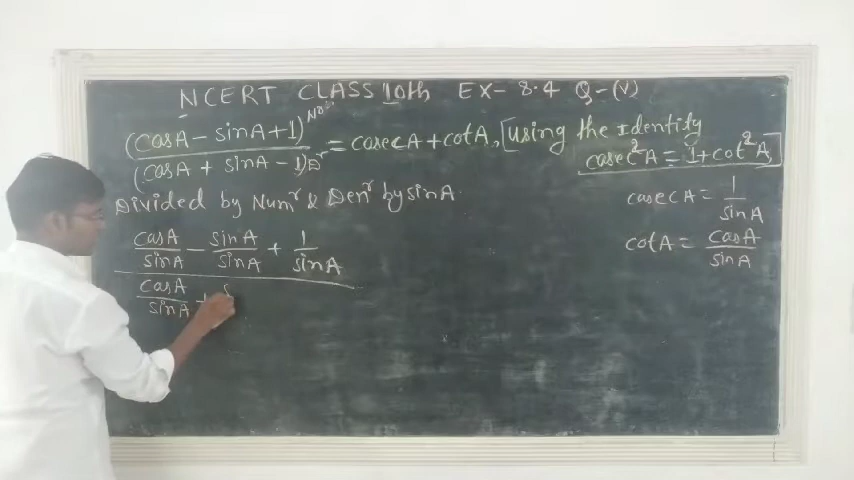 NCERT CLASS 10th EX- 8.4 Q-(V)
(cosA - sinA + 1) Nor
(cosA + sinA - 1) Dr = cosecA + cotA, [using the Identity
cosec²A = 1 + cot²A]
Divided by Numr & Denr by sinA.
cosecA = 1/sinA
cosA/sinA - sinA/sinA + 1/sinA
cotA = cosA/sinA
cosA/sinA +